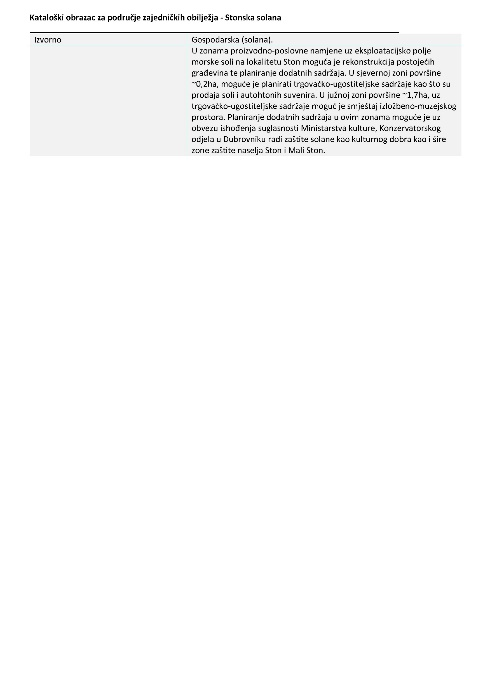 Kataloški obrazac za područje zajedničkih obilježja - Stonska solana
Izvorno
Gospodarska (solana).
U zonama proizvodno-poslovne namjene uz eksploatacijsko polje
morske soli na lokalitetu Ston moguća je rekonstrukcija postojećih
građevina te planiranje dodatnih sadržaja. U sjevernoj zoni površine
~0,2ha, moguće je planirati trgovačko-ugostiteljske sadržaje kao što su
prodaja soli i autohtonih suvenira. U južnoj zoni površine ~1,7ha, uz
trgovačko-ugostiteljske sadržaje moguć je smještaj izložbeno-muzejskog
prostora. Planiranje dodatnih sadržaja u ovim zonama moguće je uz
obvezu ishođenja suglasnosti Ministarstva kulture, Konzervatorskog
odjela u Dubrovniku radi zaštite solane kao kulturnog dobra kao i šire
zone zaštite naselja Ston i Mali Ston.